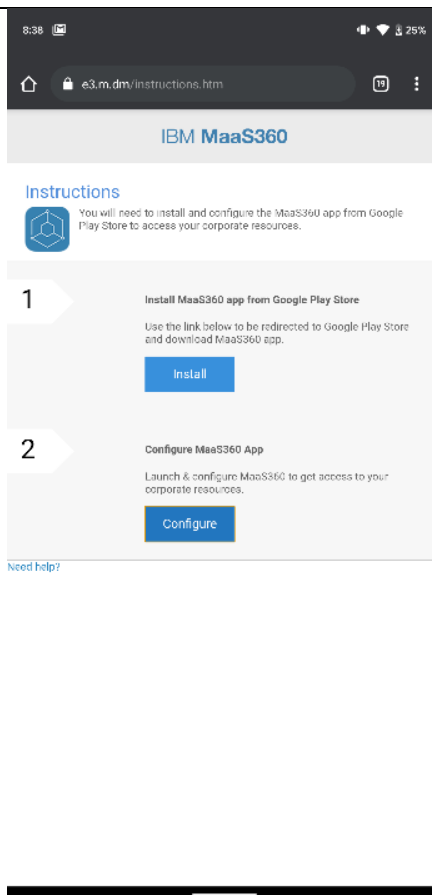 8:38
25%
e3.m.dm/instructions.htm
19
IBM MaaS360
Instructions
You will need to install and configure the MaaS360 app from Google
Play Store to access your corporate resources.
1
Install MaaS360 app from Google Play Store
Use the link below to be redirected to Google Play Store
and download MaaS360 app.
Install
2
Configure MaaS360 App
Launch & configure MaaS360 to get access to your
corporate resources.
Configure
Need help?